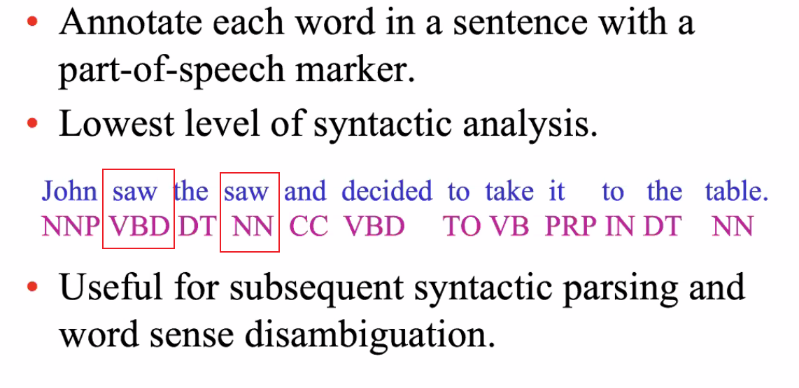 • Annotate each word in a sentence with a
part-of-speech marker.
• Lowest level of syntactic analysis.
John saw the saw and decided to take it to the table.
NNP VBD DT NN CC VBD TO VB PRP IN DT NN
• Useful for subsequent syntactic parsing and
word sense disambiguation.